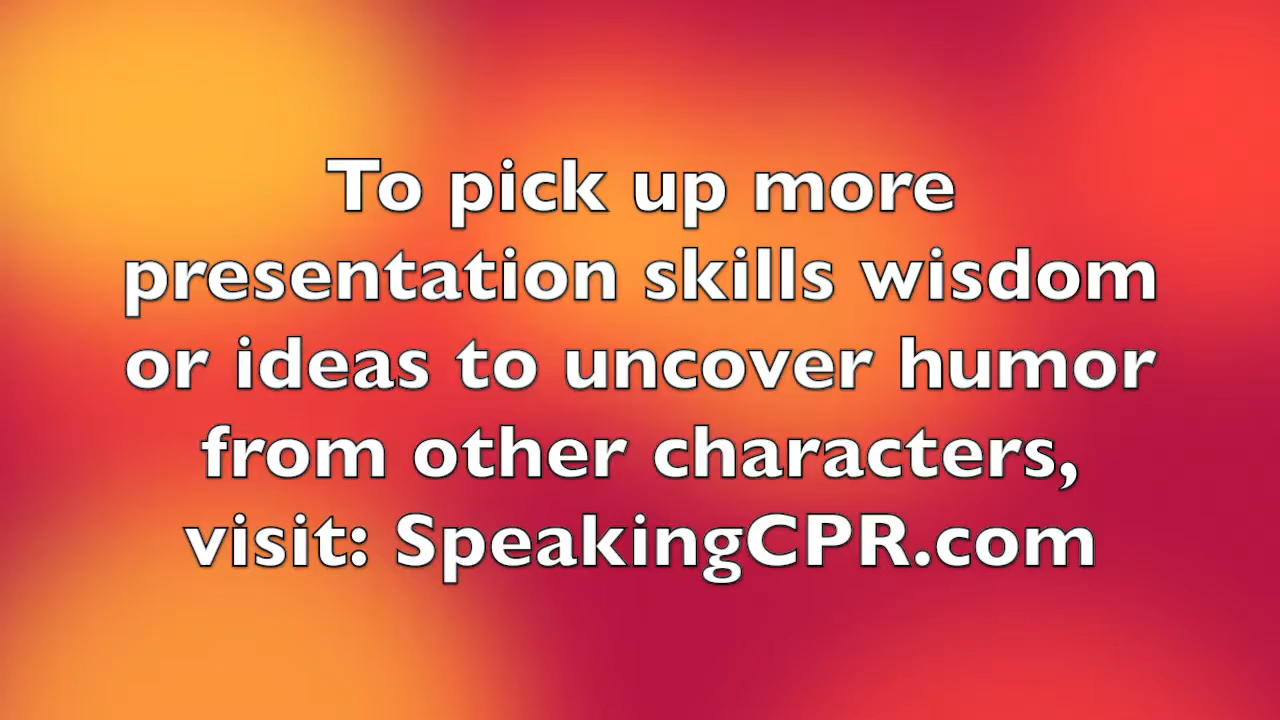 To pick up more
presentation skills wisdom
or ideas to uncover humor
from other characters,
visit: SpeakingCPR.com